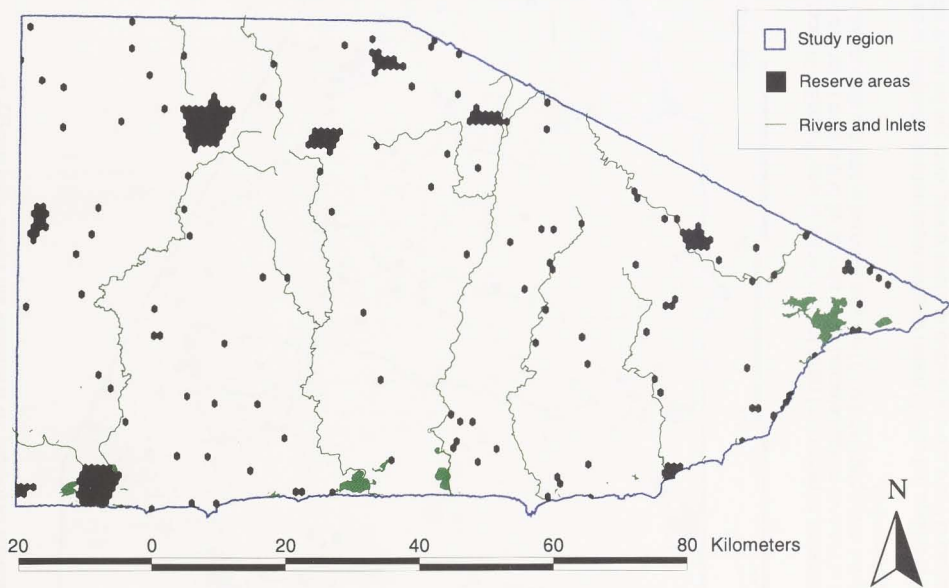 Study region
Reserve areas
Rivers and Inlets
N
20 0 20 40 60 80 Kilometers